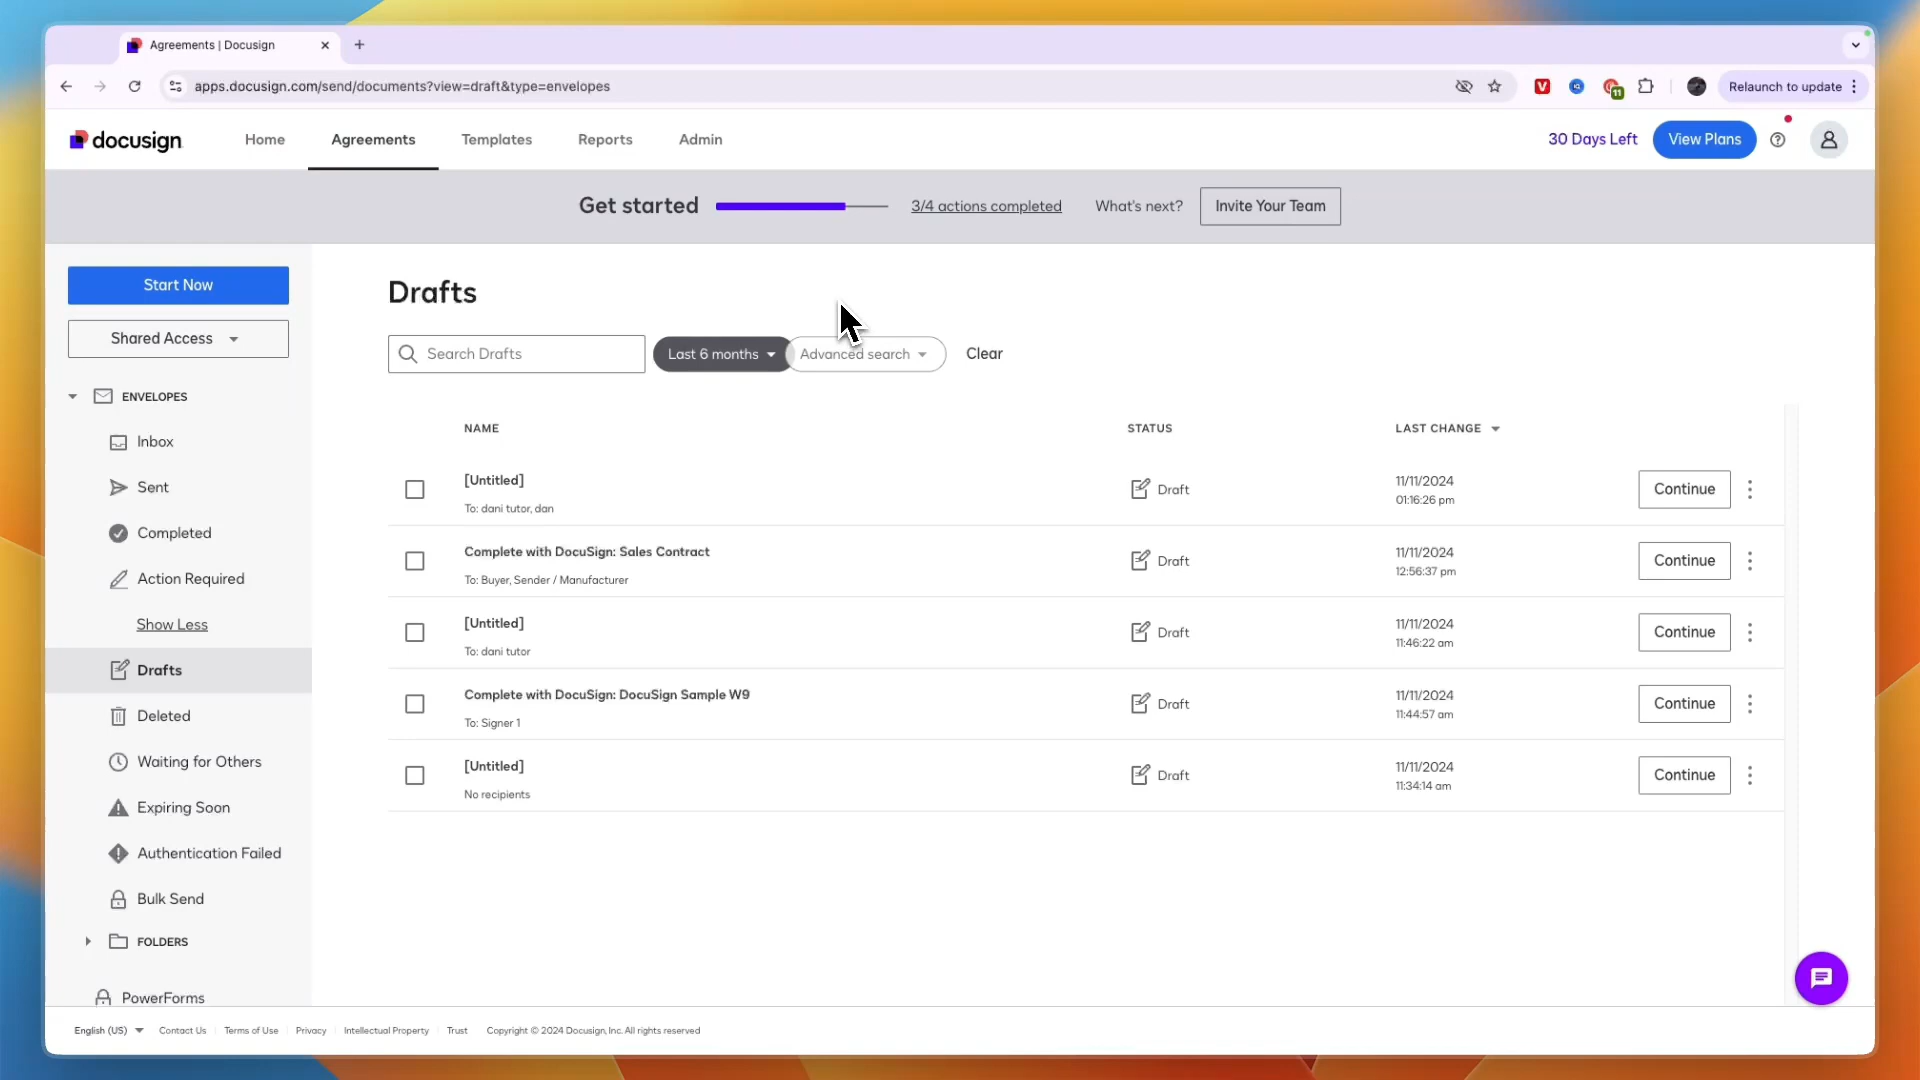 Agreements | Docusign
apps.docusign.com/send/documents?view=draft&type=envelopes
11
Relaunch to update
docusign
Home
Agreements
Templates
Reports
Admin
30 Days Left
View Plans
Get started
3/4 actions completed
What's next?
Invite Your Team
Start Now
Shared Access
ENVELOPES
Inbox
Sent
Completed
Action Required
Show Less
Drafts
Deleted
Waiting for Others
Expiring Soon
Authentication Failed
Bulk Send
FOLDERS
PowerForms
Drafts
Search Drafts
Last 6 months
Advanced search
Clear
NAME
STATUS
LAST CHANGE
[Untitled]
To: dani tutor, dan
Draft
11/11/2024
01:16:26 pm
Continue
Complete with DocuSign: Sales Contract
To: Buyer, Sender / Manufacturer
Draft
11/11/2024
12:56:37 pm
Continue
[Untitled]
To: dani tutor
Draft
11/11/2024
11:46:22 am
Continue
Complete with DocuSign: DocuSign Sample W9
To: Signer 1
Draft
11/11/2024
11:44:57 am
Continue
[Untitled]
No recipients
Draft
11/11/2024
11:34:14 am
Continue
English (US)
Contact Us
Terms of Use
Privacy
Intellectual Property
Trust
Copyright © 2024 Docusign, Inc. All rights reserved